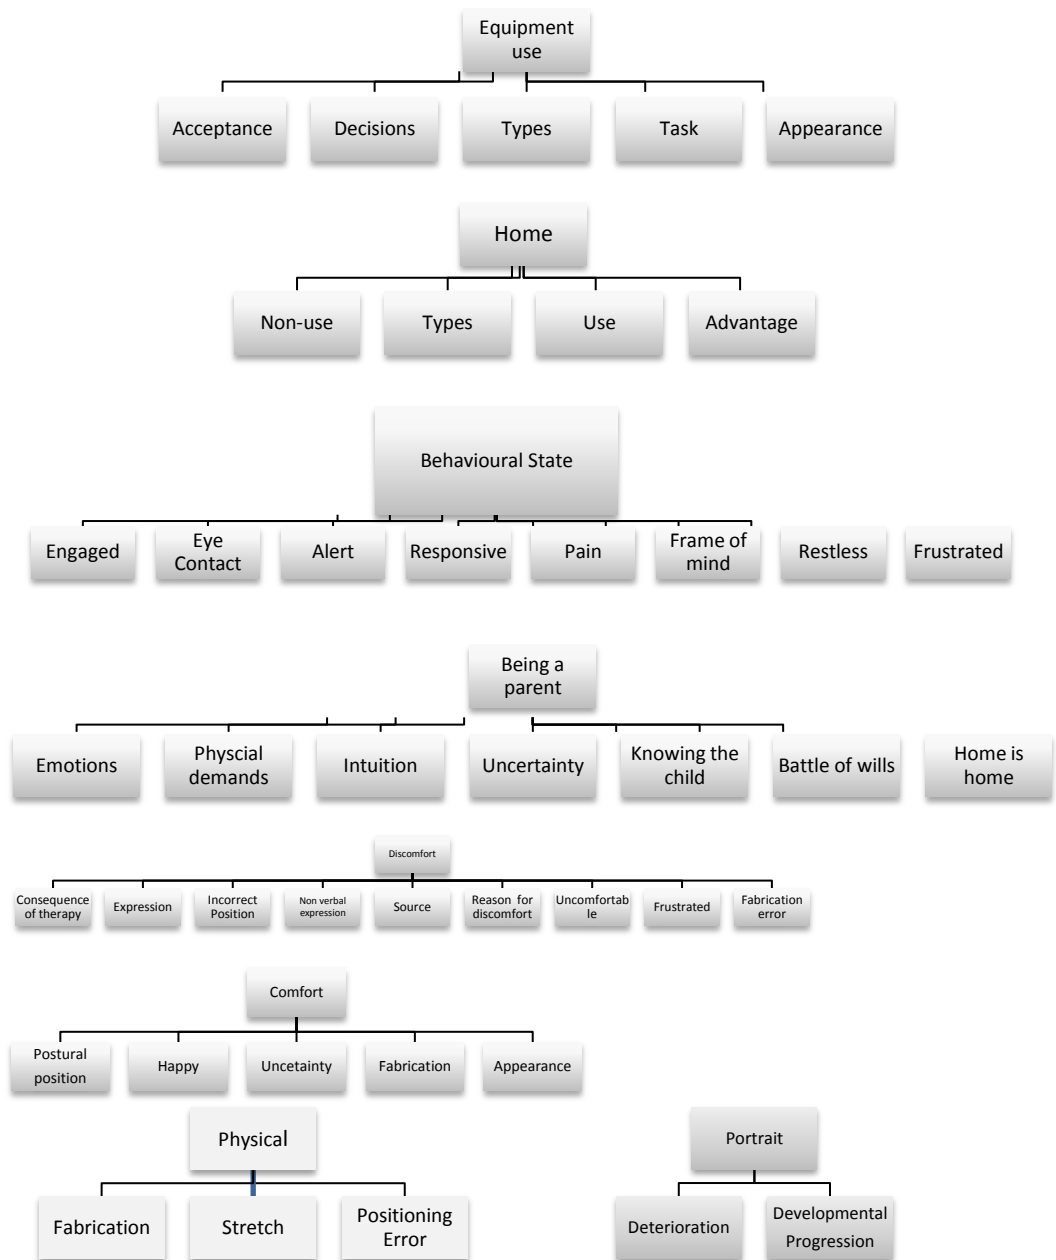 Equipment
use
Acceptance
Decisions
Types
Task
Appearance
Home
Non-use
Types
Use
Advantage
Behavioural State
Engaged
Eye
Contact
Alert
Responsive
Pain
Frame of
mind
Restless
Frustrated
Being a
parent
Emotions
Physcial
demands
Intuition
Uncertainty
Knowing the
child
Battle of wills
Home is
home
Discomfort
Consequence
of therapy
Expression
Incorrect
Position
Non verbal
expression
Source
Reason for
discomfort
Uncomfortab
le
Frustrated
Fabrication
error
Comfort
Postural
position
Happy
Uncetainty
Fabrication
Appearance
Physical
Fabrication
Stretch
Positioning
Error
Portrait
Deterioration
Developmental
Progression